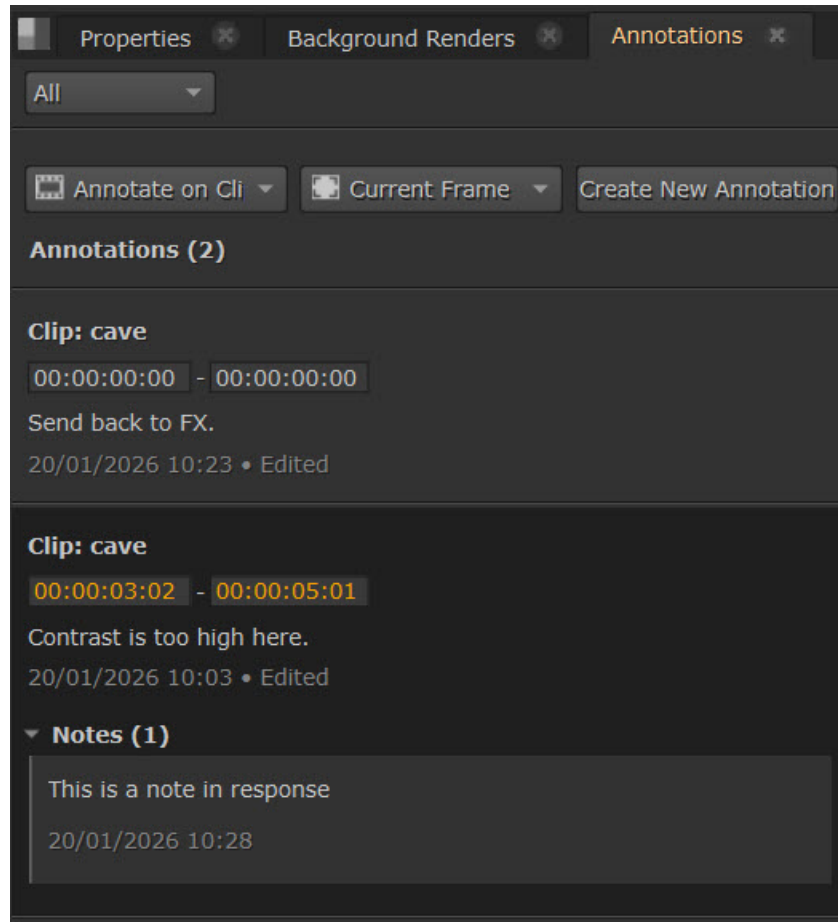 Properties Background Renders Annotations
All
Annotate on Cli Current Frame Create New Annotation
Annotations (2)
Clip: cave
00:00:00:00 - 00:00:00:00
Send back to FX.
20/01/2026 10:23 • Edited
Clip: cave
00:00:03:02 - 00:00:05:01
Contrast is too high here.
20/01/2026 10:03 • Edited
Notes (1)
This is a note in response
20/01/2026 10:28